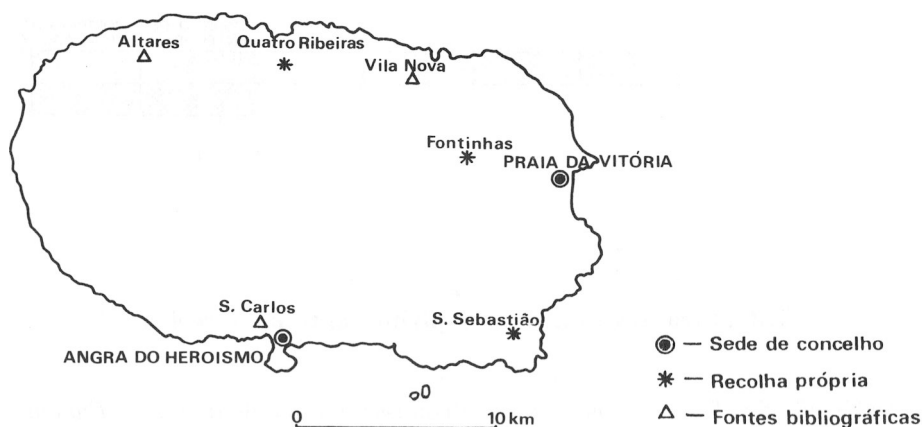 Altares
Quatro Ribeiras
Vila Nova
Fontinhas
PRAIA DA VITÓRIA
S. Carlos
S. Sebastião
ANGRA DO HEROISMO
— Sede de concelho
— Recolha própria
— Fontes bibliográficas
0 10 km